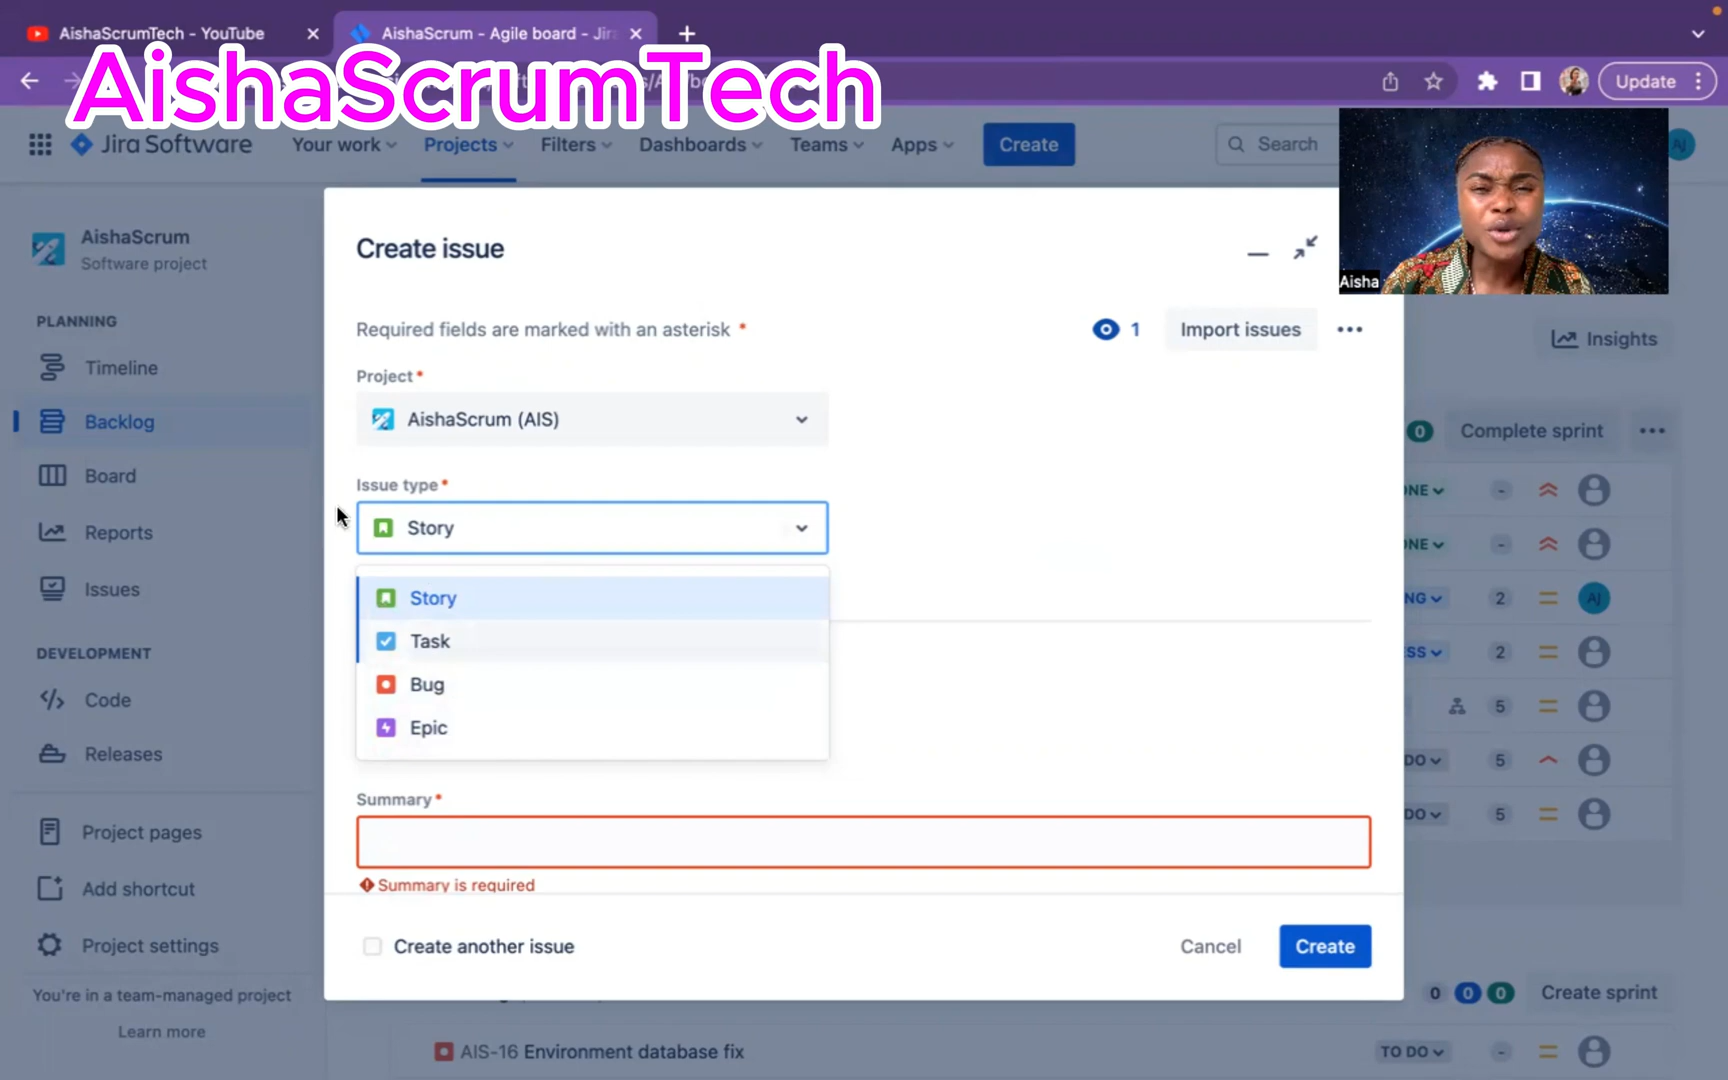 AishaScrumTech - YouTube
AishaScrum - Agile board - Jir
AishaScrumTech
Update
Jira Software
Your work
Projects
Filters
Dashboards
Teams
Apps
Create
Search
AJ
Aisha
AishaScrum
Software project
PLANNING
Timeline
Backlog
Board
Reports
Issues
DEVELOPMENT
Code
Releases
Project pages
Add shortcut
Project settings
You're in a team-managed project
Learn more
Create issue
Required fields are marked with an asterisk *
1
Import issues
Project *
AishaScrum (AIS)
Issue type *
Story
Story
Task
Bug
Epic
Summary *
Summary is required
Create another issue
Cancel
Create
Insights
0
Complete sprint
ONE
-
ONE
-
NG
2
AJ
SS
2
5
DO
5
DO
5
0
0
0
Create sprint
AIS-16 Environment database fix
TO DO
-